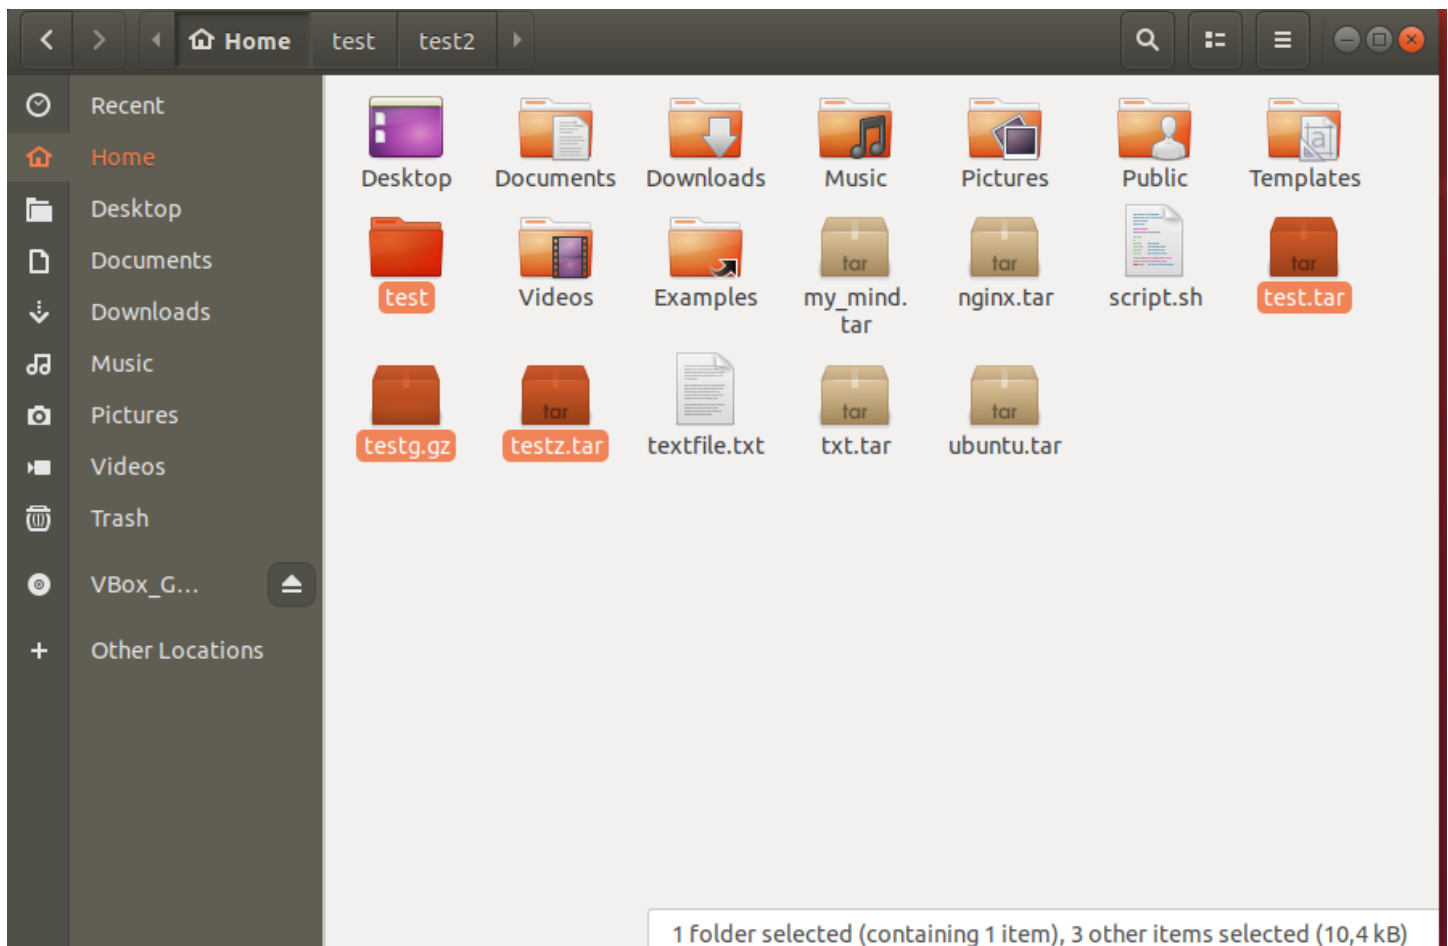 Home test test2
Recent
Home
Desktop
Documents
Downloads
Music
Pictures
Videos
Trash
VBox_G...
Other Locations
Desktop Documents Downloads Music Pictures Public Templates
tar tar tar
test Videos Examples my_mind. nginx.tar script.sh test.tar
tar
tar tar tar
testg.gz testz.tar textfile.txt txt.tar ubuntu.tar
1 folder selected (containing 1 item), 3 other items selected (10,4 kB)